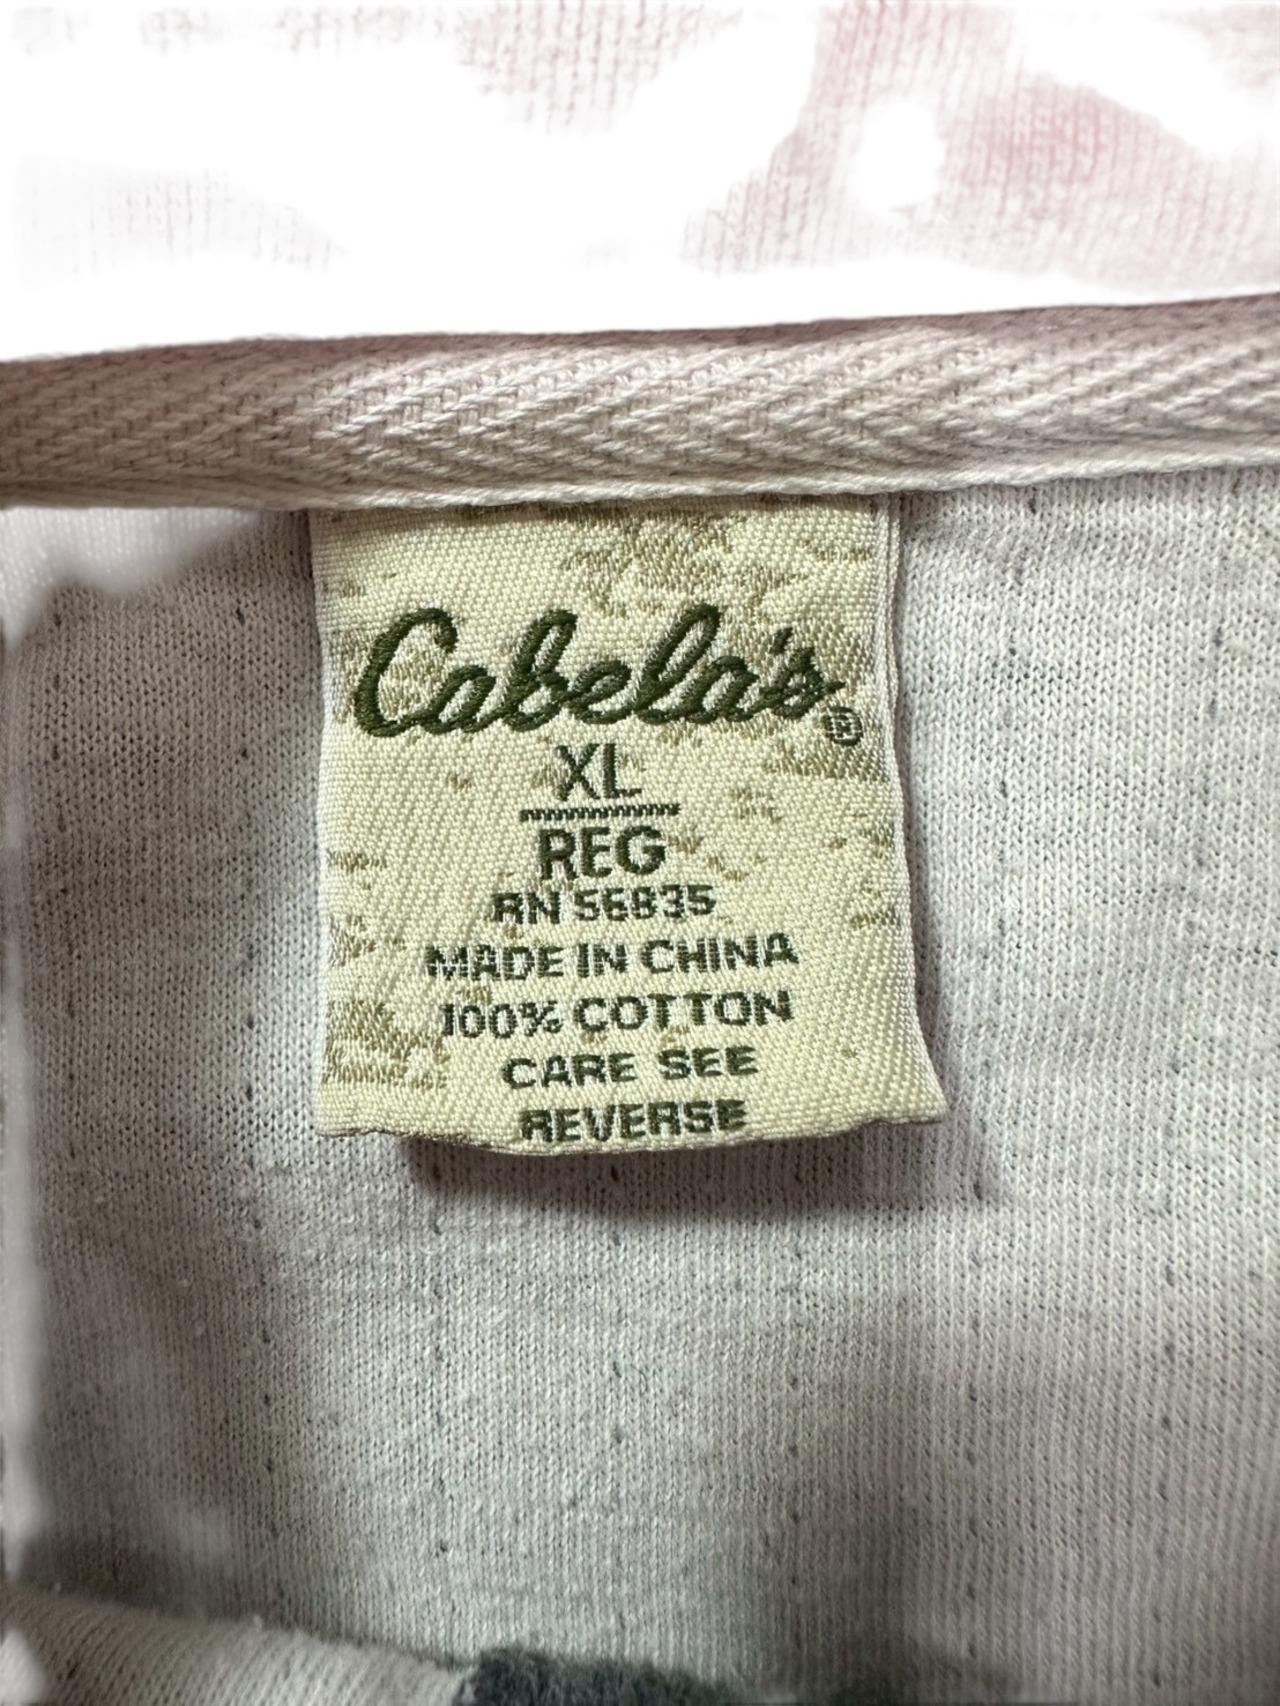 Cabela's®
XL
REG
RN 56835
MADE IN CHINA
100% COTTON
CARE SEE
REVERSE